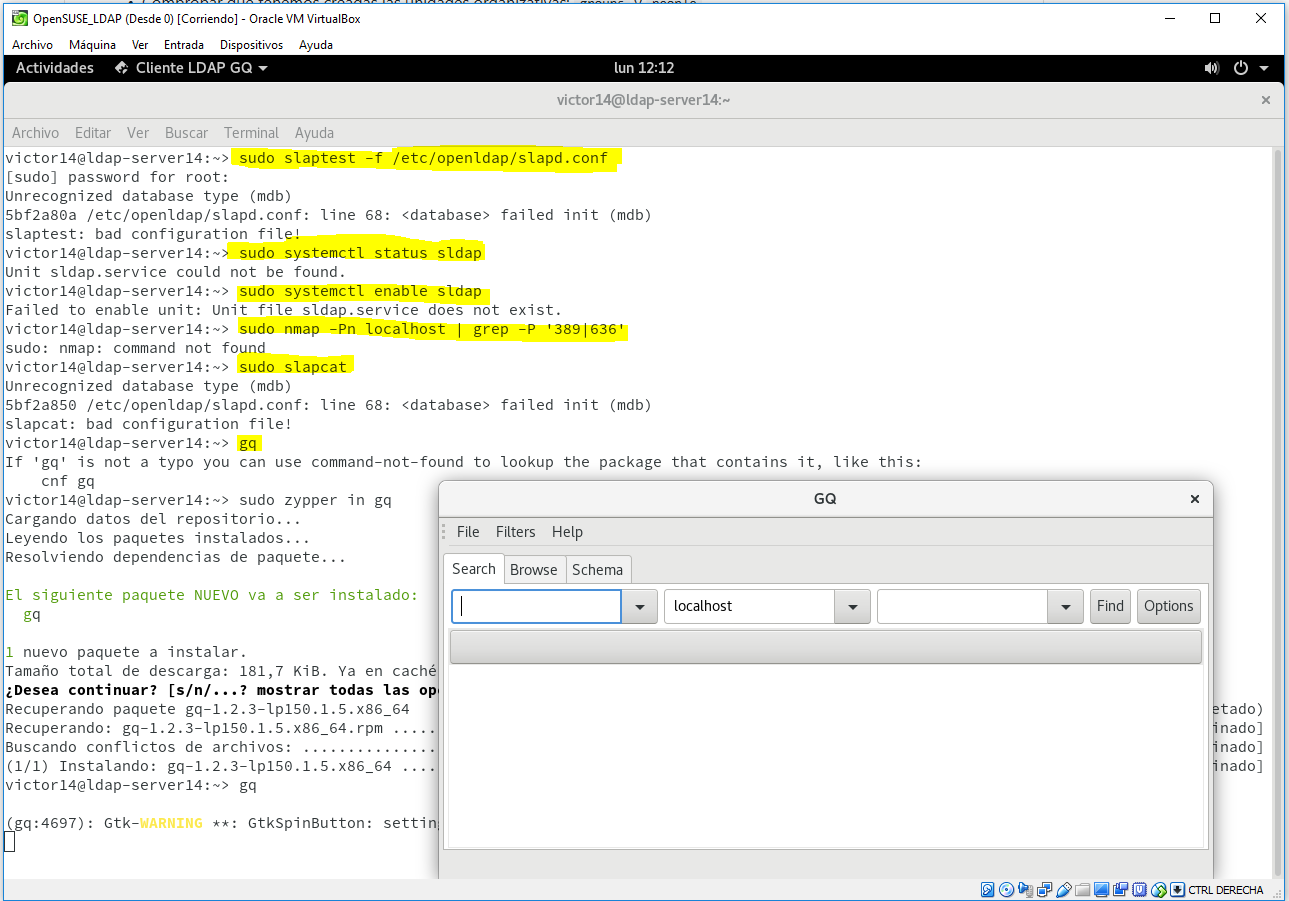 OpenSUSE_LDAP (Desde 0) [Corriendo] - Oracle VM VirtualBox
Archivo Máquina Ver Entrada Dispositivos Ayuda
Actividades Cliente LDAP GQ lun 12:12
victor14@ldap-server14:~
Archivo Editar Ver Buscar Terminal Ayuda
victor14@ldap-server14:~> sudo slaptest -f /etc/openldap/slapd.conf
[sudo] password for root:
Unrecognized database type (mdb)
5bf2a80a /etc/openldap/slapd.conf: line 68: <database> failed init (mdb)
slaptest: bad configuration file!
victor14@ldap-server14:~> sudo systemctl status sldap
Unit sldap.service could not be found.
victor14@ldap-server14:~> sudo systemctl enable sldap
Failed to enable unit: Unit file sldap.service does not exist.
victor14@ldap-server14:~> sudo nmap -Pn localhost | grep -P '389|636'
sudo: nmap: command not found
victor14@ldap-server14:~> sudo slapcat
Unrecognized database type (mdb)
5bf2a850 /etc/openldap/slapd.conf: line 68: <database> failed init (mdb)
slapcat: bad configuration file!
victor14@ldap-server14:~> gq
If 'gq' is not a typo you can use command-not-found to lookup the package that contains it, like this:
cnf gq
victor14@ldap-server14:~> sudo zypper in gq
Cargando datos del repositorio...
Leyendo los paquetes instalados...
Resolviendo dependencias de paquete...
El siguiente paquete NUEVO va a ser instalado:
gq
1 nuevo paquete a instalar.
Tamaño total de descarga: 181,7 KiB. Ya en caché
¿Desea continuar? [s/n/...? mostrar todas las op
Recuperando paquete gq-1.2.3-lp150.1.5.x86_64 etado)
Recuperando: gq-1.2.3-lp150.1.5.x86_64.rpm ..... inado]
Buscando conflictos de archivos: ............... inado]
(1/1) Instalando: gq-1.2.3-lp150.1.5.x86_64 .... inado]
victor14@ldap-server14:~> gq
(gq:4697): Gtk-WARNING **: GtkSpinButton: setting
GQ
File Filters Help
Search Browse Schema
localhost Find Options
CTRL DERECHA